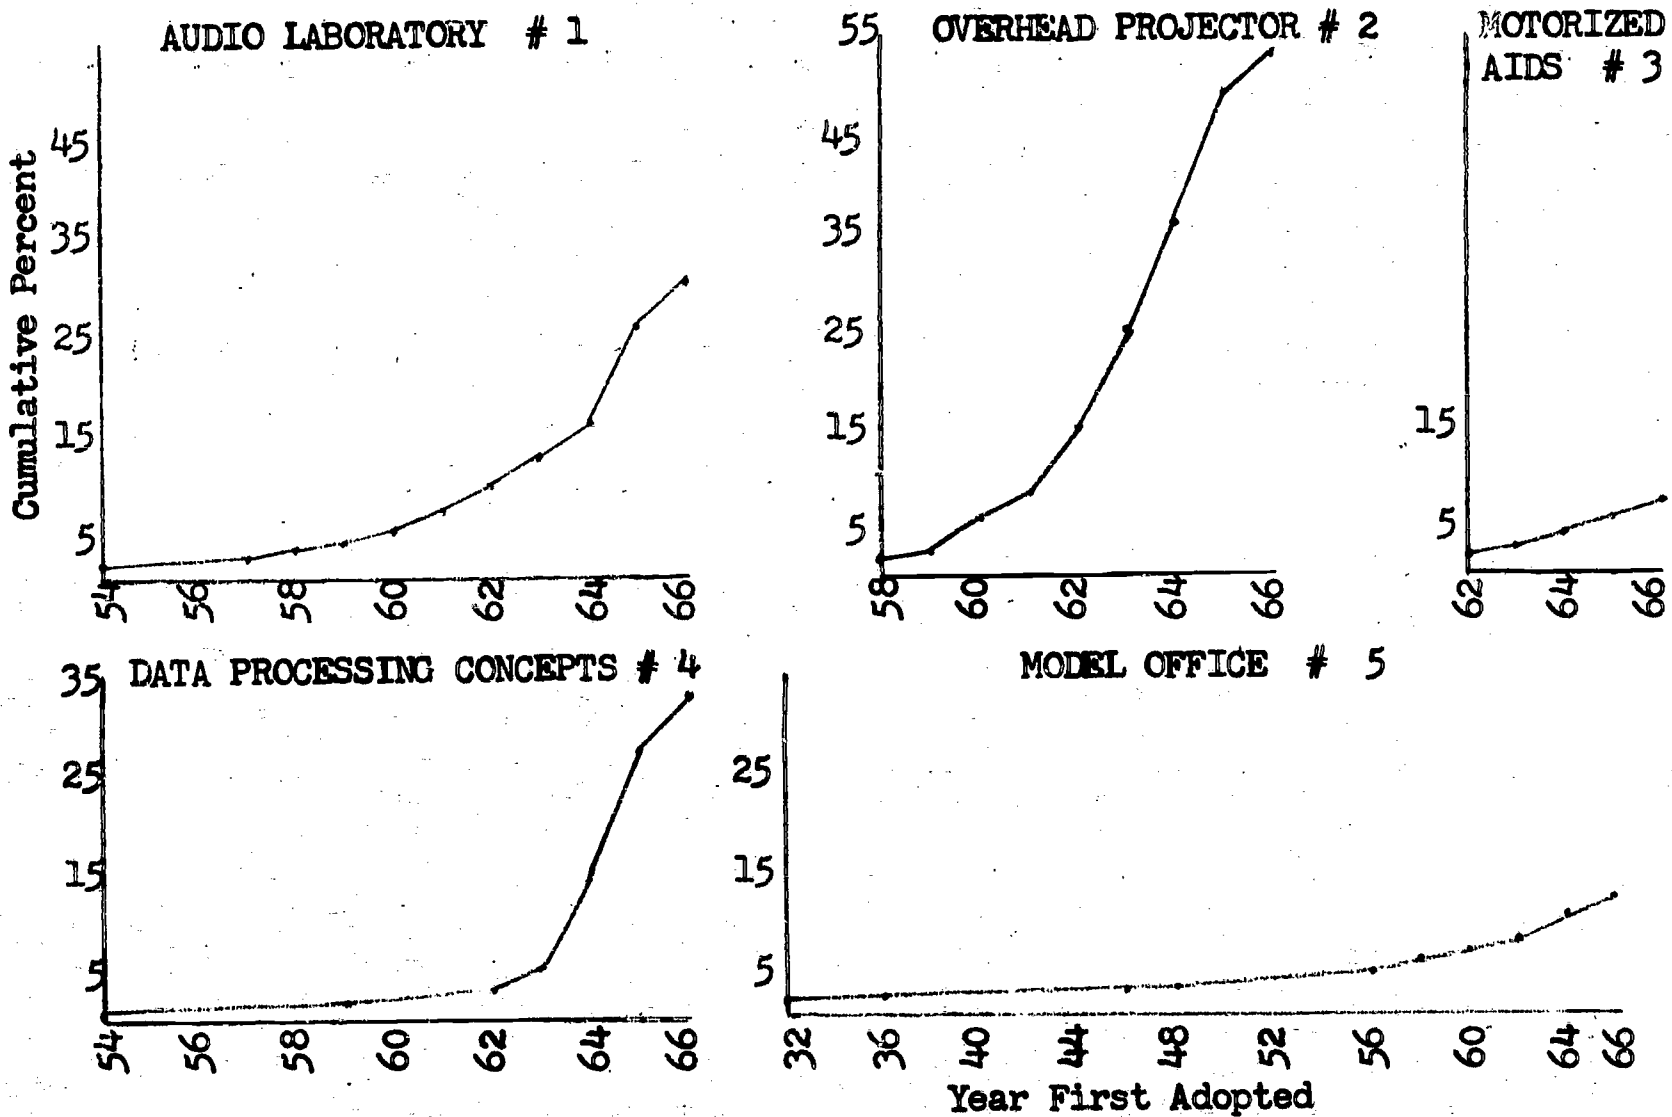 AUDIO LABORATORY # 1
Cumulative Percent
45
35
25
15
5
54 56 58 60 62 64 66
OVERHEAD PROJECTOR # 2
55
45
35
25
15
5
58 60 62 64 66
MOTORIZED
AIDS # 3
15
5
62 64 66
DATA PROCESSING CONCEPTS # 4
35
25
15
5
54 56 58 60 62 64 66
MODEL OFFICE # 5
25
15
5
32 36 40 44 48 52 56 60 64 66
Year First Adopted